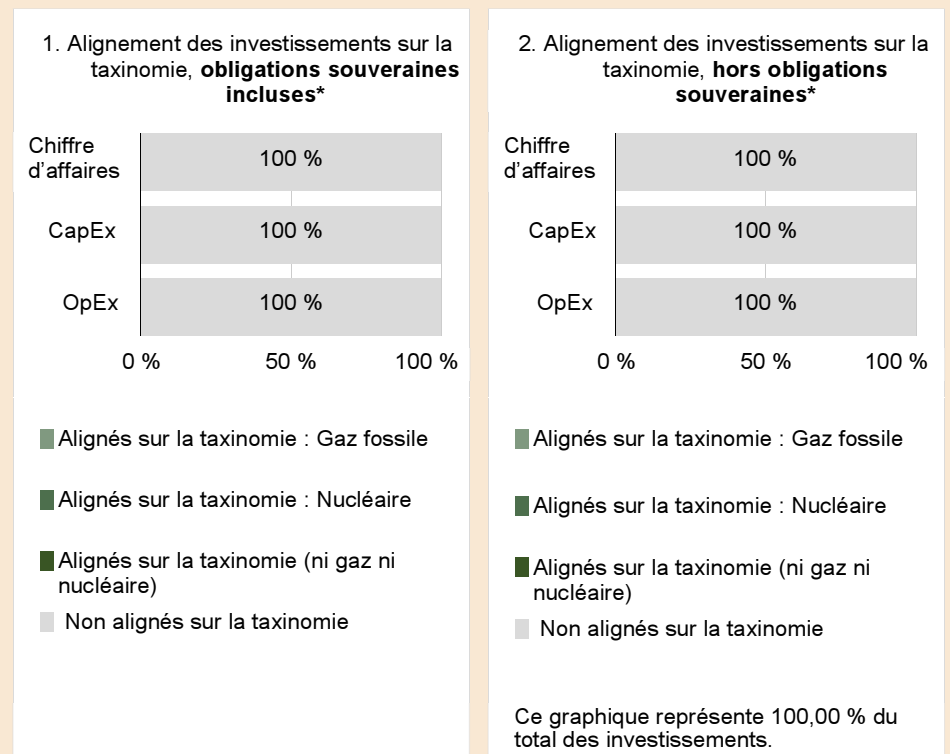 1. Alignement des investissements sur la
taxinomie, obligations souveraines
incluses*
Chiffre
d’affaires
100 %
CapEx
100 %
OpEx
100 %
0 %
50 %
100 %
Alignés sur la taxinomie : Gaz fossile
Alignés sur la taxinomie : Nucléaire
Alignés sur la taxinomie (ni gaz ni
nucléaire)
Non alignés sur la taxinomie
2. Alignement des investissements sur la
taxinomie, hors obligations
souveraines*
Chiffre
d’affaires
100 %
CapEx
100 %
OpEx
100 %
0 %
50 %
100 %
Alignés sur la taxinomie : Gaz fossile
Alignés sur la taxinomie : Nucléaire
Alignés sur la taxinomie (ni gaz ni
nucléaire)
Non alignés sur la taxinomie
Ce graphique représente 100,00 % du
total des investissements.